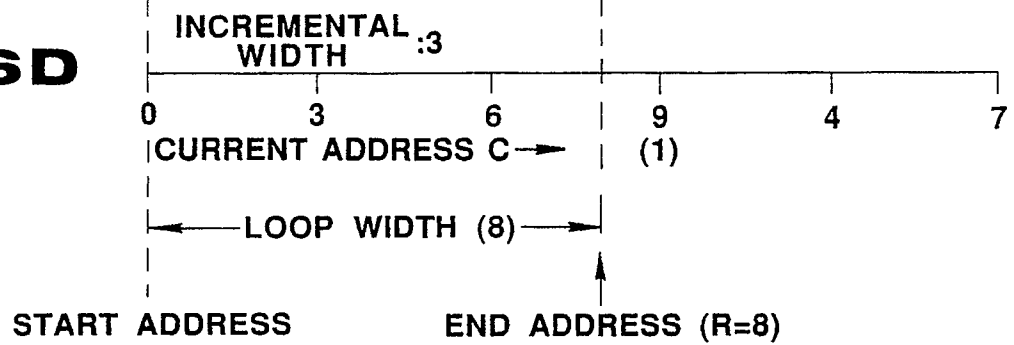 INCREMENTAL
WIDTH :3
SD
0 3 6 9 4 7
CURRENT ADDRESS C (1)
LOOP WIDTH (8)
START ADDRESS END ADDRESS (R=8)